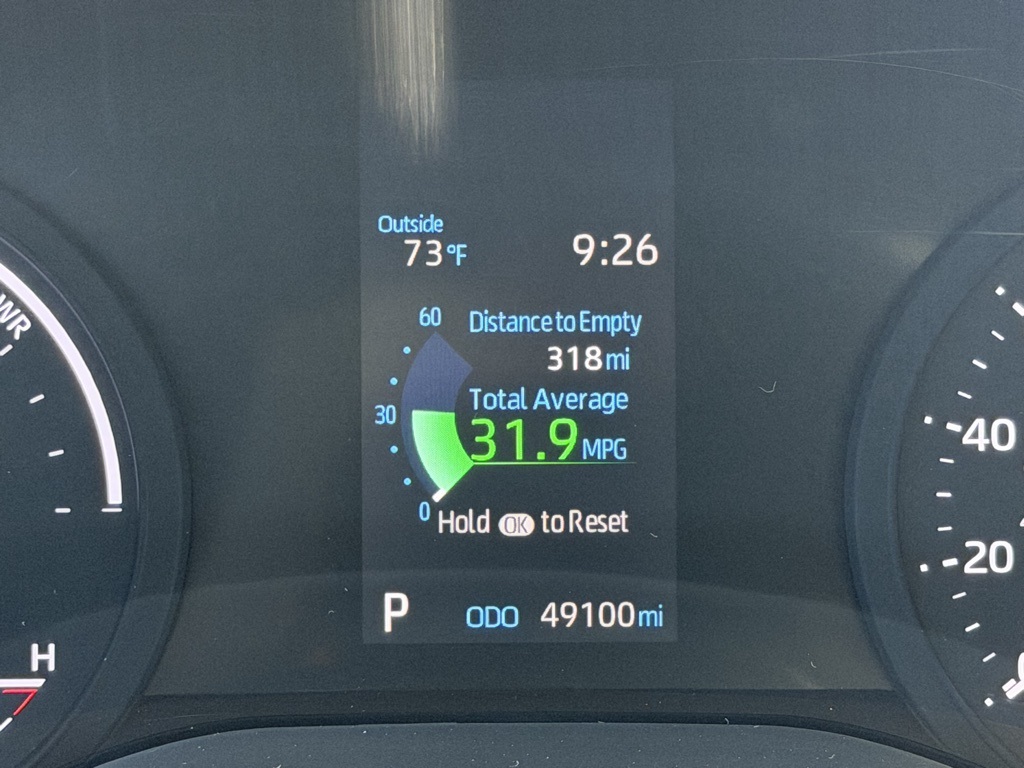 Outside
73°F 9:26
60 Distance to Empty
318 mi
Total Average
30 31.9 MPG
0 Hold OK to Reset
P ODO 49100 mi
WR
H
40
20